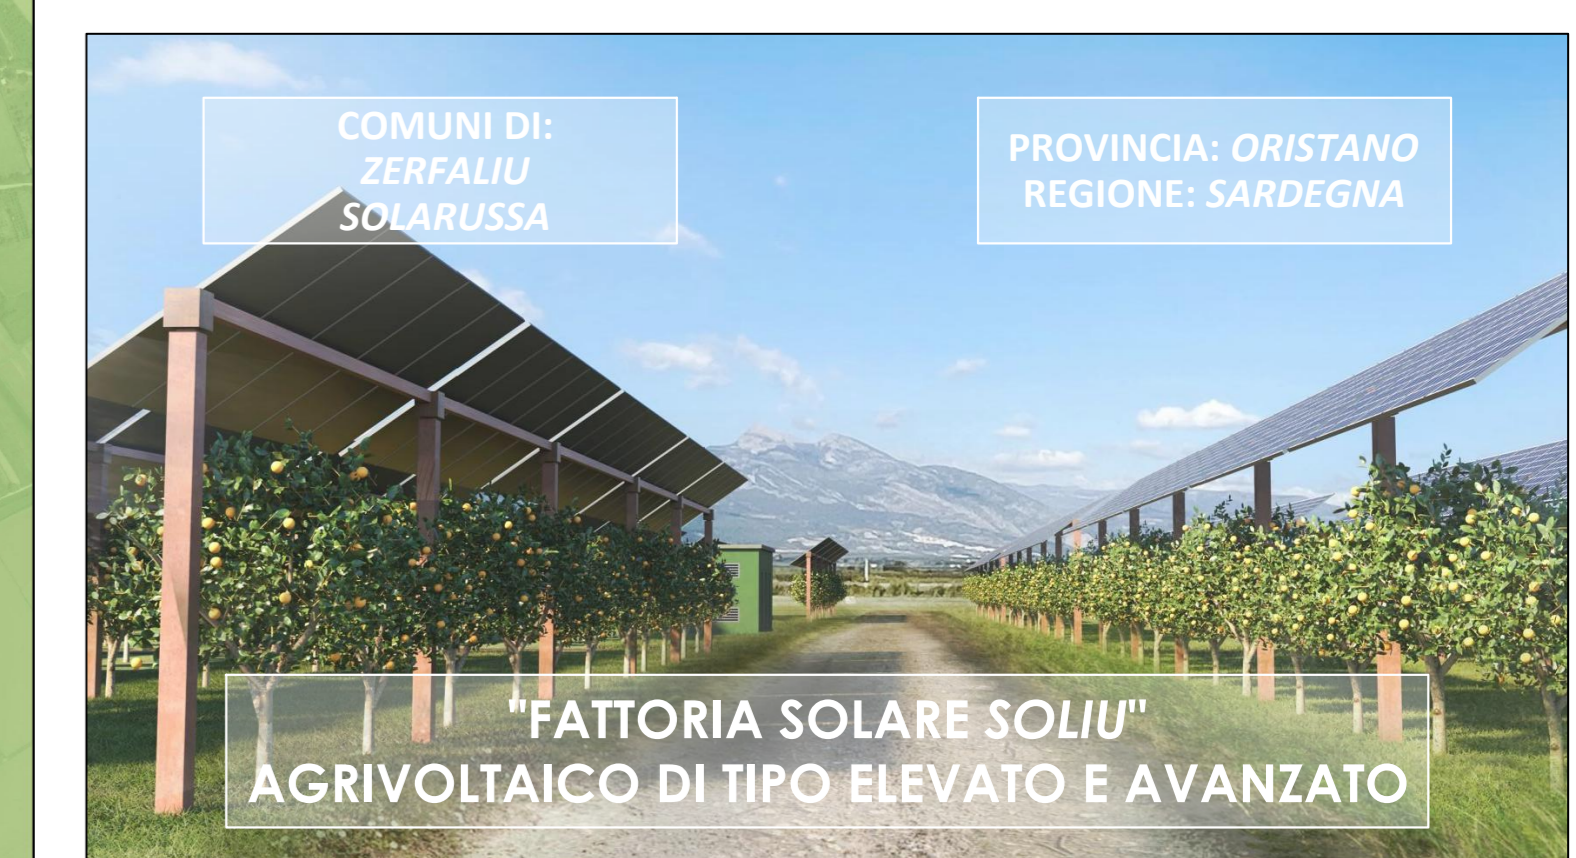 COMUNI DI:
ZERFALIU
SOLARUSSA
PROVINCIA: ORISTANO
REGIONE: SARDEGNA
"FATTORIA SOLARE SOLIU"
AGRIVOLTAICO DI TIPO ELEVATO E AVANZATO